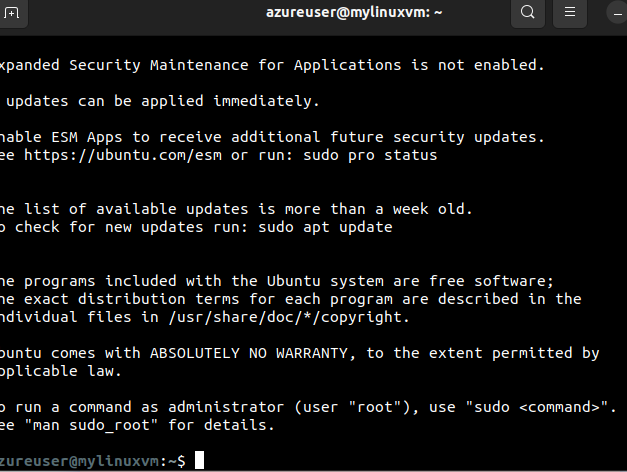 azureuser@mylinuxvm: ~
xpanded Security Maintenance for Applications is not enabled.
updates can be applied immediately.
nable ESM Apps to receive additional future security updates.
ee https://ubuntu.com/esm or run: sudo pro status
he list of available updates is more than a week old.
o check for new updates run: sudo apt update
he programs included with the Ubuntu system are free software;
he exact distribution terms for each program are described in the
ndividual files in /usr/share/doc/*/copyright.
buntu comes with ABSOLUTELY NO WARRANTY, to the extent permitted by
pplicable law.
o run a command as administrator (user "root"), use "sudo <command>".
ee "man sudo_root" for details.
zureuser@mylinuxvm:~$